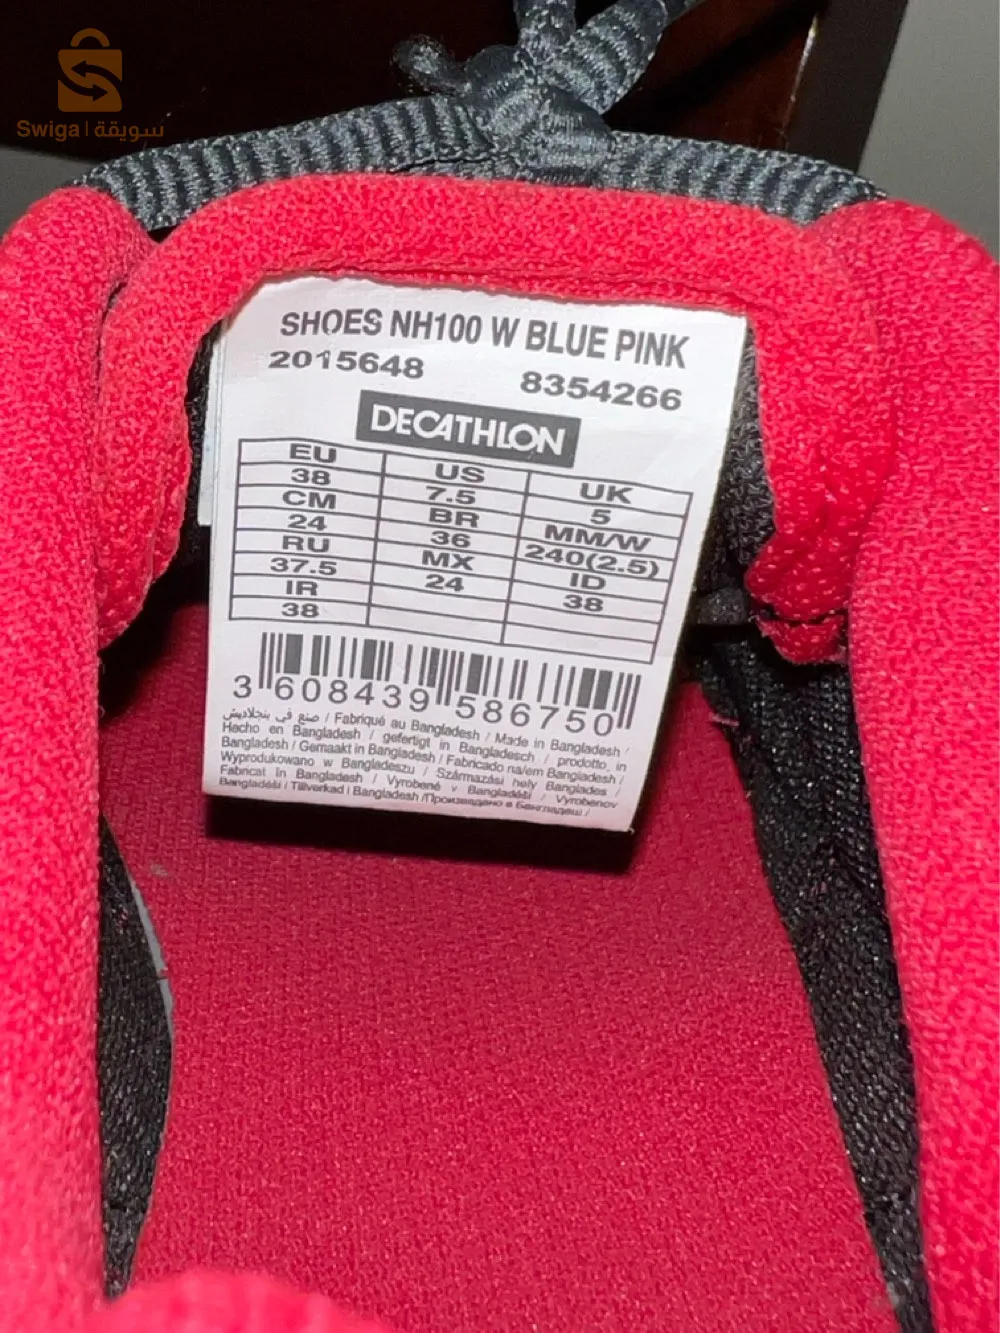 Swiga | سويقة
SHOES NH100 W BLUE PINK
2015648 8354266
DECATHLON
EU US UK
38 7.5 5
CM BR MM/W
24 36 240(2.5)
RU MX ID
37.5 24 38
IR
38
3 608439 586750
صنع في بنجلاديش / Fabriqué au Bangladesh / Made in Bangladesh /
Hecho en Bangladesh / gefertigt in Bangladesch / prodotto in
Bangladesh / Gemaakt in Bangladesh / Fabricado na/em Bangladesh /
Wyprodukowano w Bangladeszu / Származási hely Banglades /
Fabricat în Bangladesh / Vyrobené v Bangladéši / Vyrobenov
Bangladéši / Tillverkad i Bangladesh /Произведано в Бангладеш /